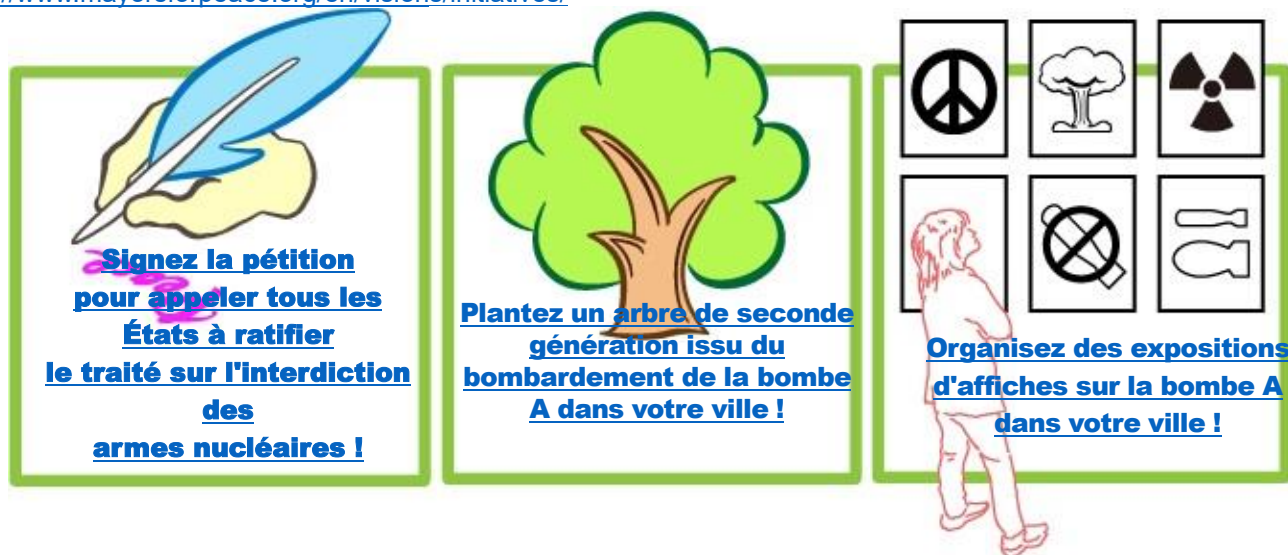 Signez la pétition
pour appeler tous les
États à ratifier
le traité sur l'interdiction
des
armes nucléaires !
Plantez un arbre de seconde
génération issu du
bombardement de la bombe
A dans votre ville !
Organisez des expositions
d'affiches sur la bombe A
dans votre ville !